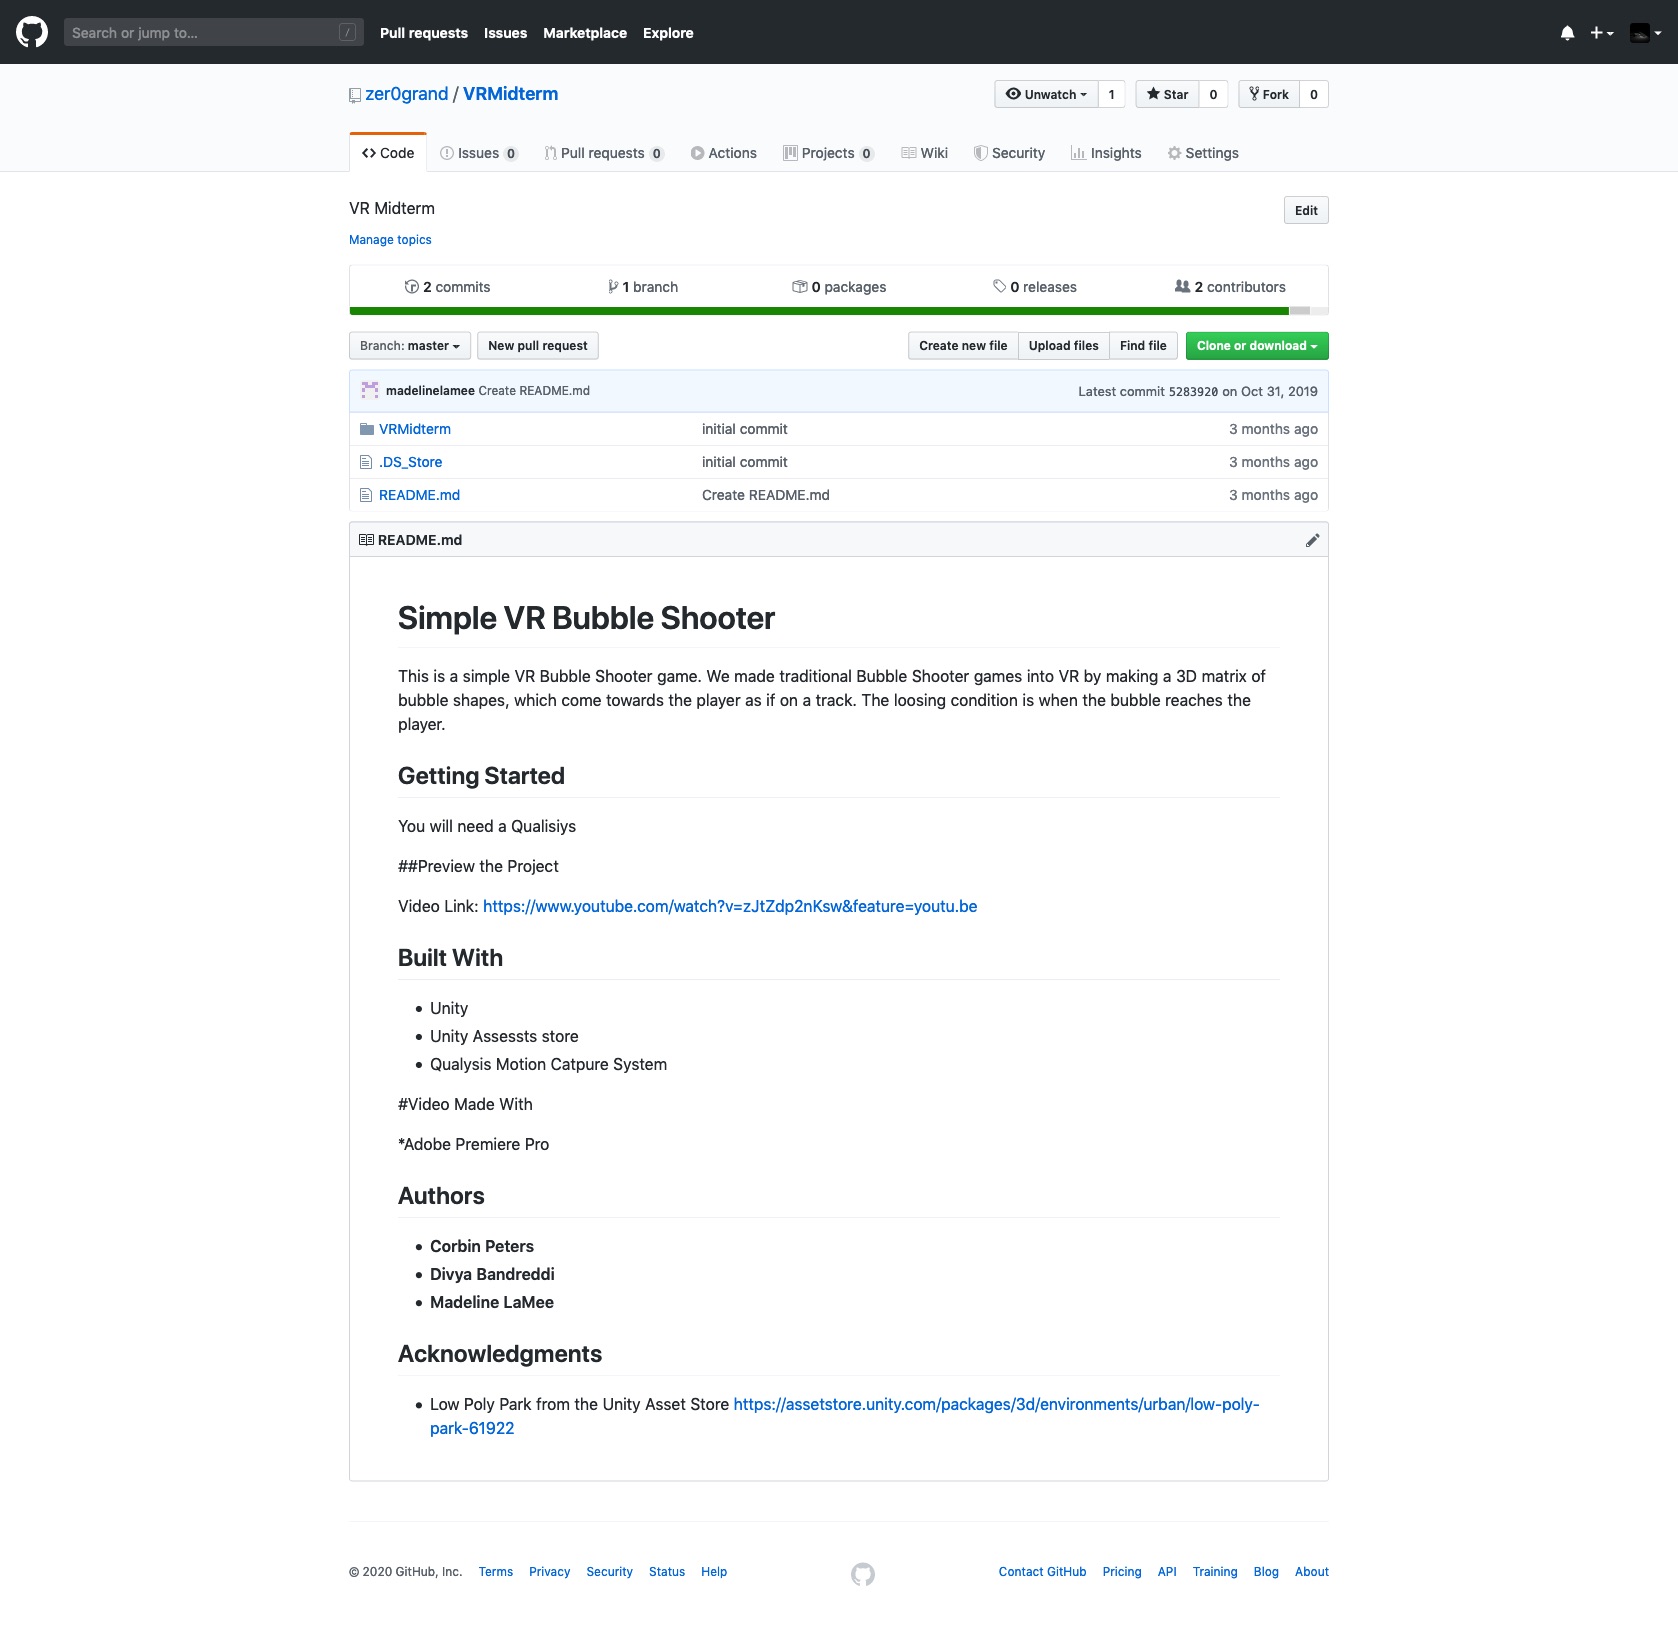 Search or jump to... /
Pull requests Issues Marketplace Explore
zer0grand / VRMidterm
Unwatch 1 Star 0 Fork 0
Code Issues 0 Pull requests 0 Actions Projects 0 Wiki Security Insights Settings
VR Midterm
Edit
Manage topics
2 commits 1 branch 0 packages 0 releases 2 contributors
Branch: master New pull request Create new file Upload files Find file Clone or download
madelinelamee Create README.md Latest commit 5283920 on Oct 31, 2019
VRMidterm initial commit 3 months ago
.DS_Store initial commit 3 months ago
README.md Create README.md 3 months ago
README.md
Simple VR Bubble Shooter
This is a simple VR Bubble Shooter game. We made traditional Bubble Shooter games into VR by making a 3D matrix of
bubble shapes, which come towards the player as if on a track. The loosing condition is when the bubble reaches the
player.
Getting Started
You will need a Qualisiys
##Preview the Project
Video Link: https://www.youtube.com/watch?v=zJtZdp2nKsw&feature=youtu.be
Built With
• Unity
• Unity Assessts store
• Qualysis Motion Catpure System
#Video Made With
*Adobe Premiere Pro
Authors
• Corbin Peters
• Divya Bandreddi
• Madeline LaMee
Acknowledgments
• Low Poly Park from the Unity Asset Store https://assetstore.unity.com/packages/3d/environments/urban/low-poly-
park-61922
© 2020 GitHub, Inc. Terms Privacy Security Status Help Contact GitHub Pricing API Training Blog About